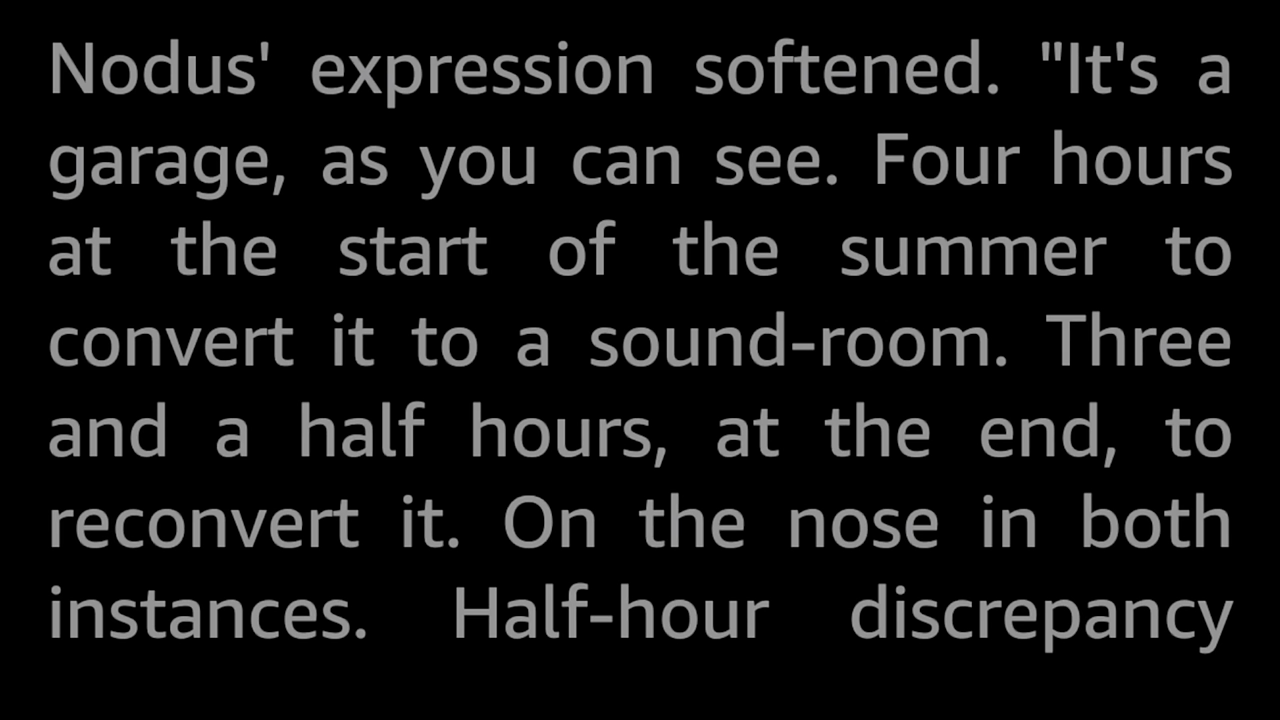 Nodus' expression softened. "It's a
garage, as you can see. Four hours
at the start of the summer to
convert it to a sound-room. Three
and a half hours, at the end, to
reconvert it. On the nose in both
instances. Half-hour discrepancy